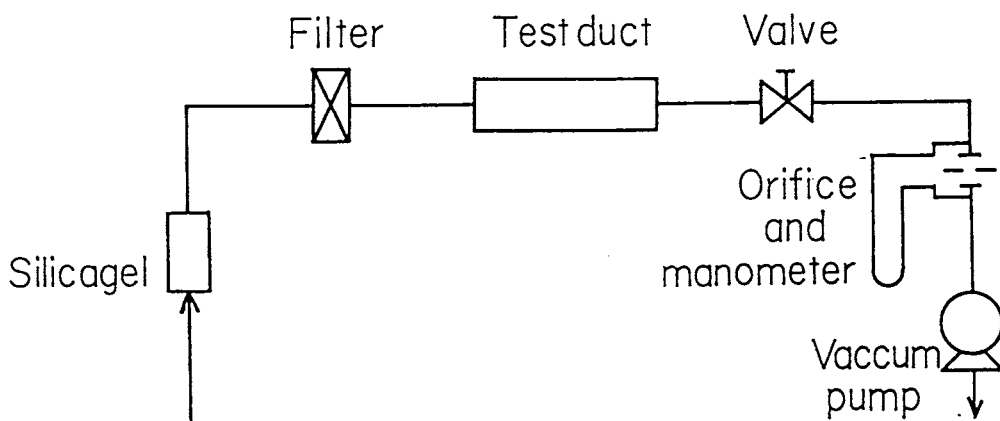 Filter
Test duct
Valve
Silicagel
Orifice
and
manometer
Vaccum
pump